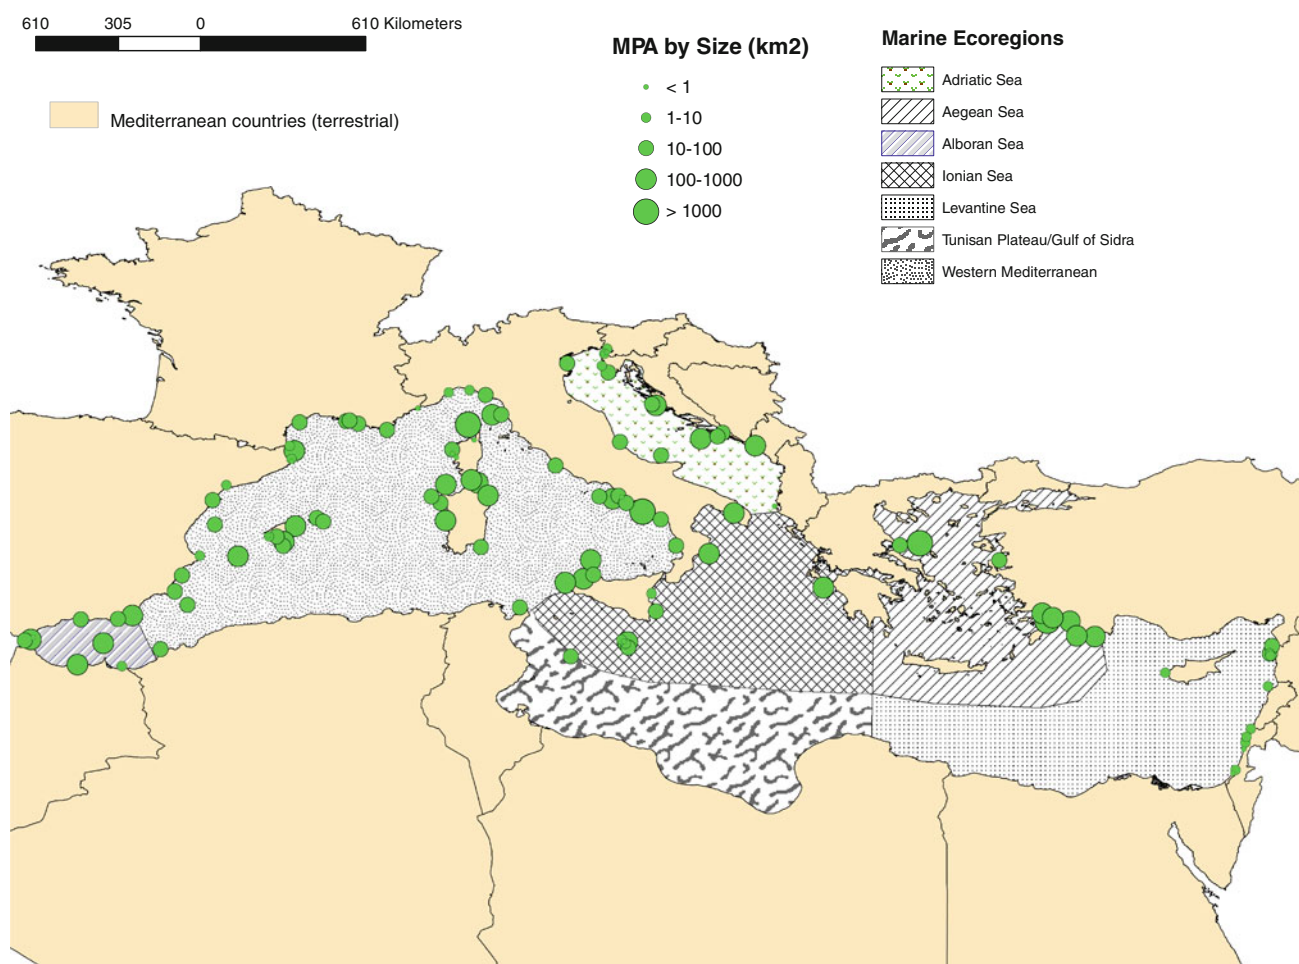 610 305 0 610 Kilometers
Mediterranean countries (terrestrial)
MPA by Size (km2)
< 1
1-10
10-100
100-1000
> 1000
Marine Ecoregions
Adriatic Sea
Aegean Sea
Alboran Sea
Ionian Sea
Levantine Sea
Tunisan Plateau/Gulf of Sidra
Western Mediterranean